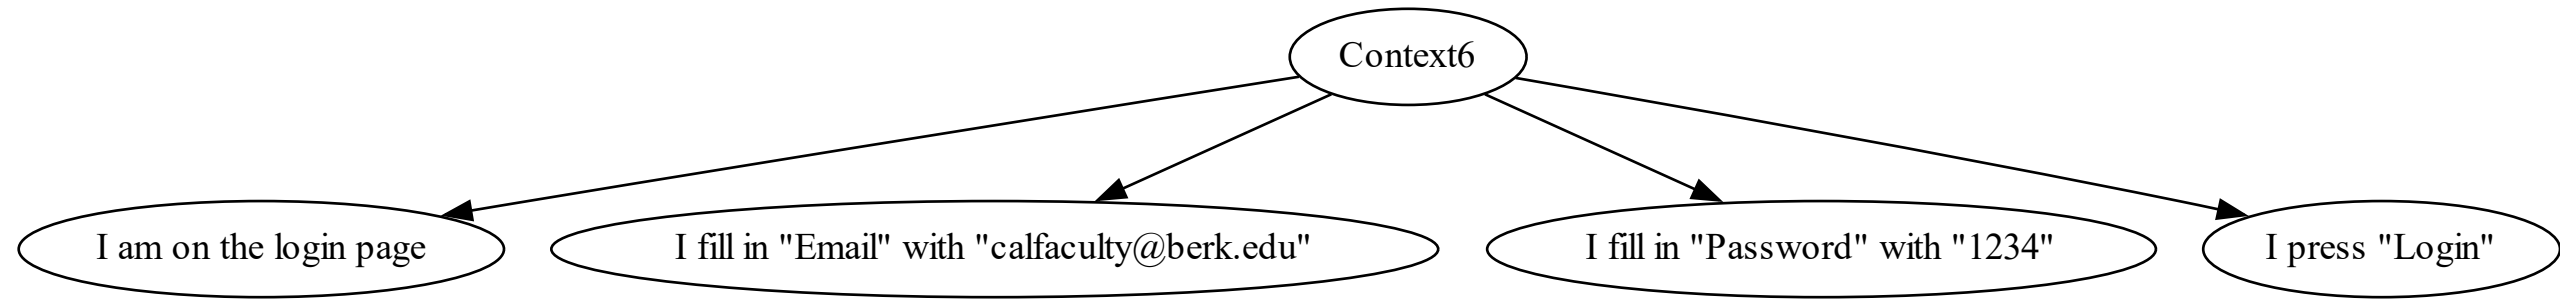 Context6
I am on the login page
I fill in "Email" with "calfaculty@berk.edu"
I fill in "Password" with "1234"
I press "Login"